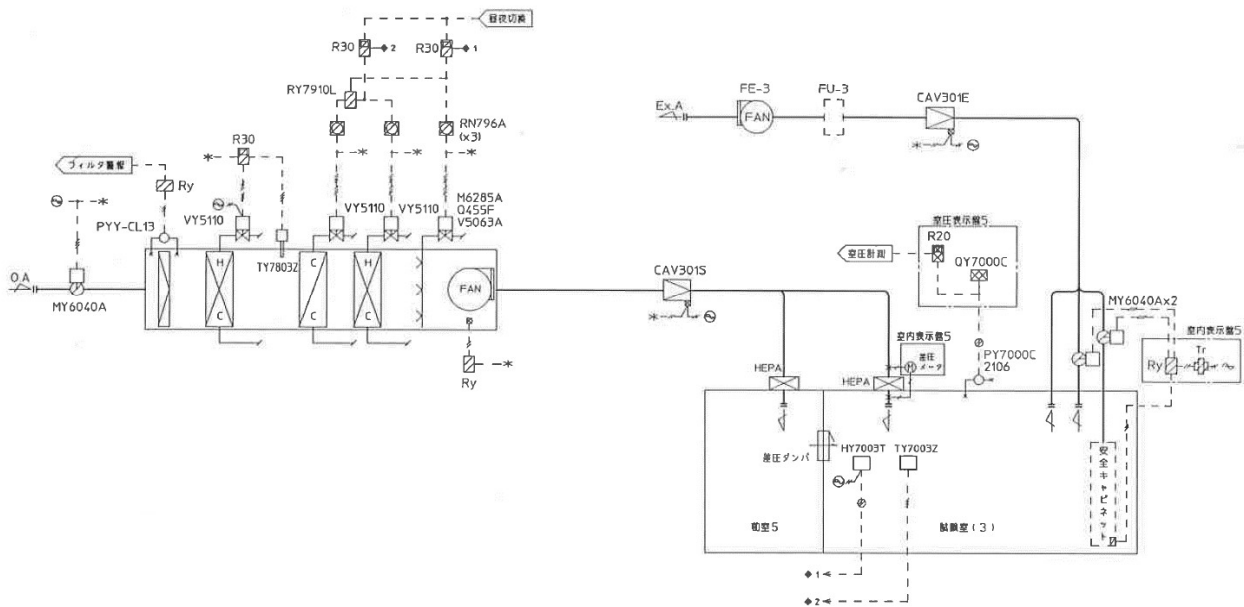 昼夜切換
R30
◆2
R30
◆1
RY7910L
RN796A
(x3)
R30
フィルタ警報
Ry
PYY-CL13
VY5110
TY7803Z
VY5110
VY5110
M6285A
Q455F
V5063A
O.A
MY6040A
H
C
C
C
H
C
FAN
Ry
Ex.A
FE-3
FAN
FU-3
CAV301E
CAV301S
室圧表示盤5
R20
QY7000C
室圧計測
PY7000C
2106
MY6040Ax2
室内表示盤5
Ry
Tr
室内表示盤5
差圧
メータ
M
HEPA
HEPA
差圧ダンパ
HY7003T
TY7003Z
安全キャビネット
前室5
試験室(3)
◆1
◆2